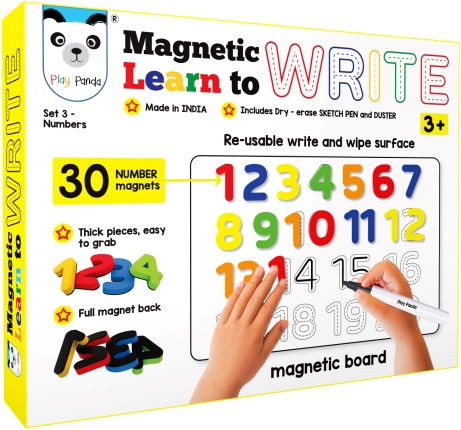 Play Panda
®
Set 3 -
Numbers
Magnetic
Learn to WRITE
Made in INDIA
Includes Dry - erase SKETCH PEN and DUSTER
3+
Re-usable write and wipe surface
30 NUMBER
magnets
Thick pieces, easy
to grab
1234
Full magnet back
1 2 3 4 5 6 7
8 9 10 11 12
13 14 15 16
18 19
Play Panda
magnetic board
Magnetic
Learn to WRITE